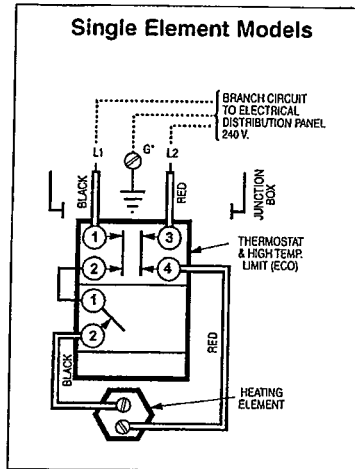 Single Element Models
BRANCH CIRCUIT
TO ELECTRICAL
DISTRIBUTION PANEL
240 V.
L1
G*
L2
BLACK
RED
JUNCTION
BOX
1
3
2
4
THERMOSTAT
& HIGH TEMP.
LIMIT (ECO)
1
2
BLACK
RED
HEATING
ELEMENT